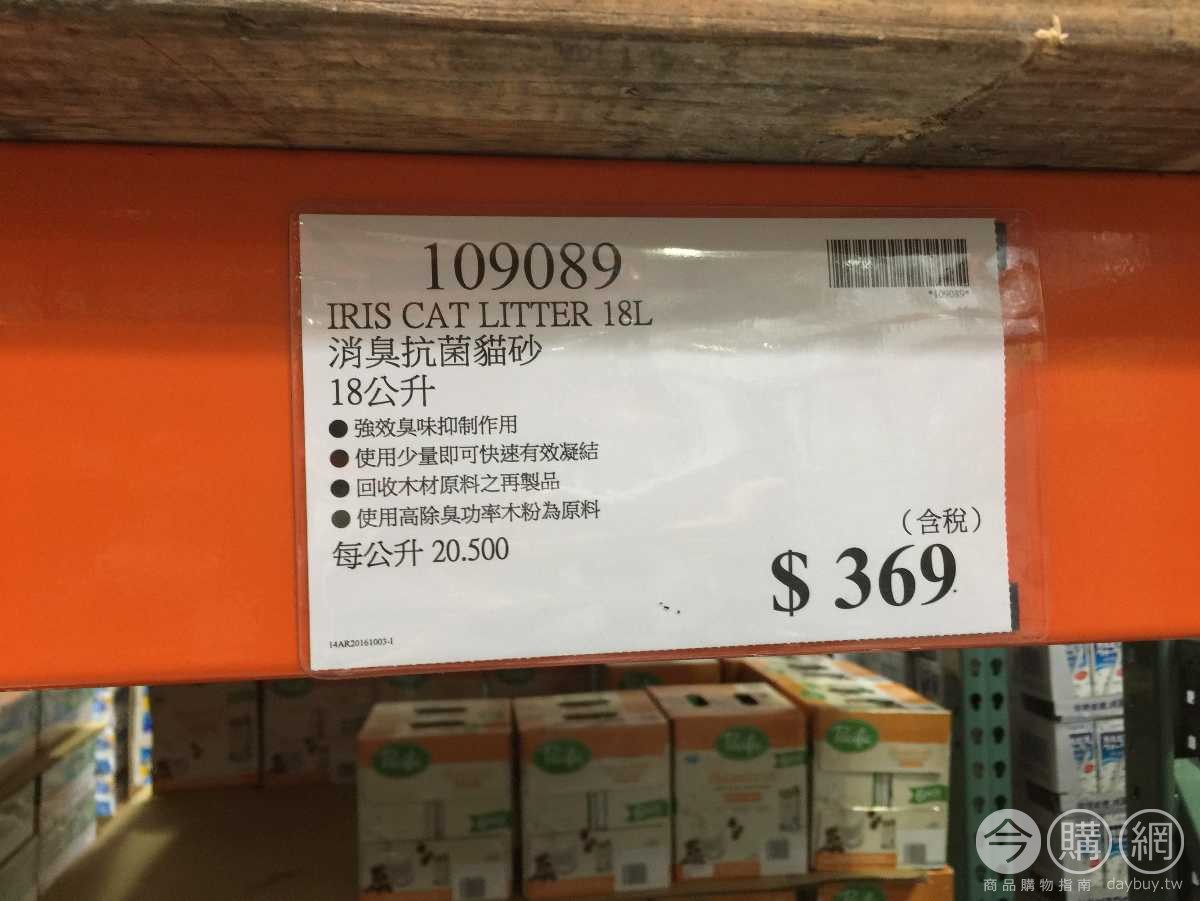 109089
*109089*
IRIS CAT LITTER 18L
消臭抗菌貓砂
18公升
● 強效臭味抑制作用
● 使用少量即可快速有效凝結
● 回收木材原料之再製品
● 使用高除臭功率木粉為原料
每公升 20.500
(含稅)
$ 369
14AR20161003-1
今購網
商品購物指南 daybuy.tw